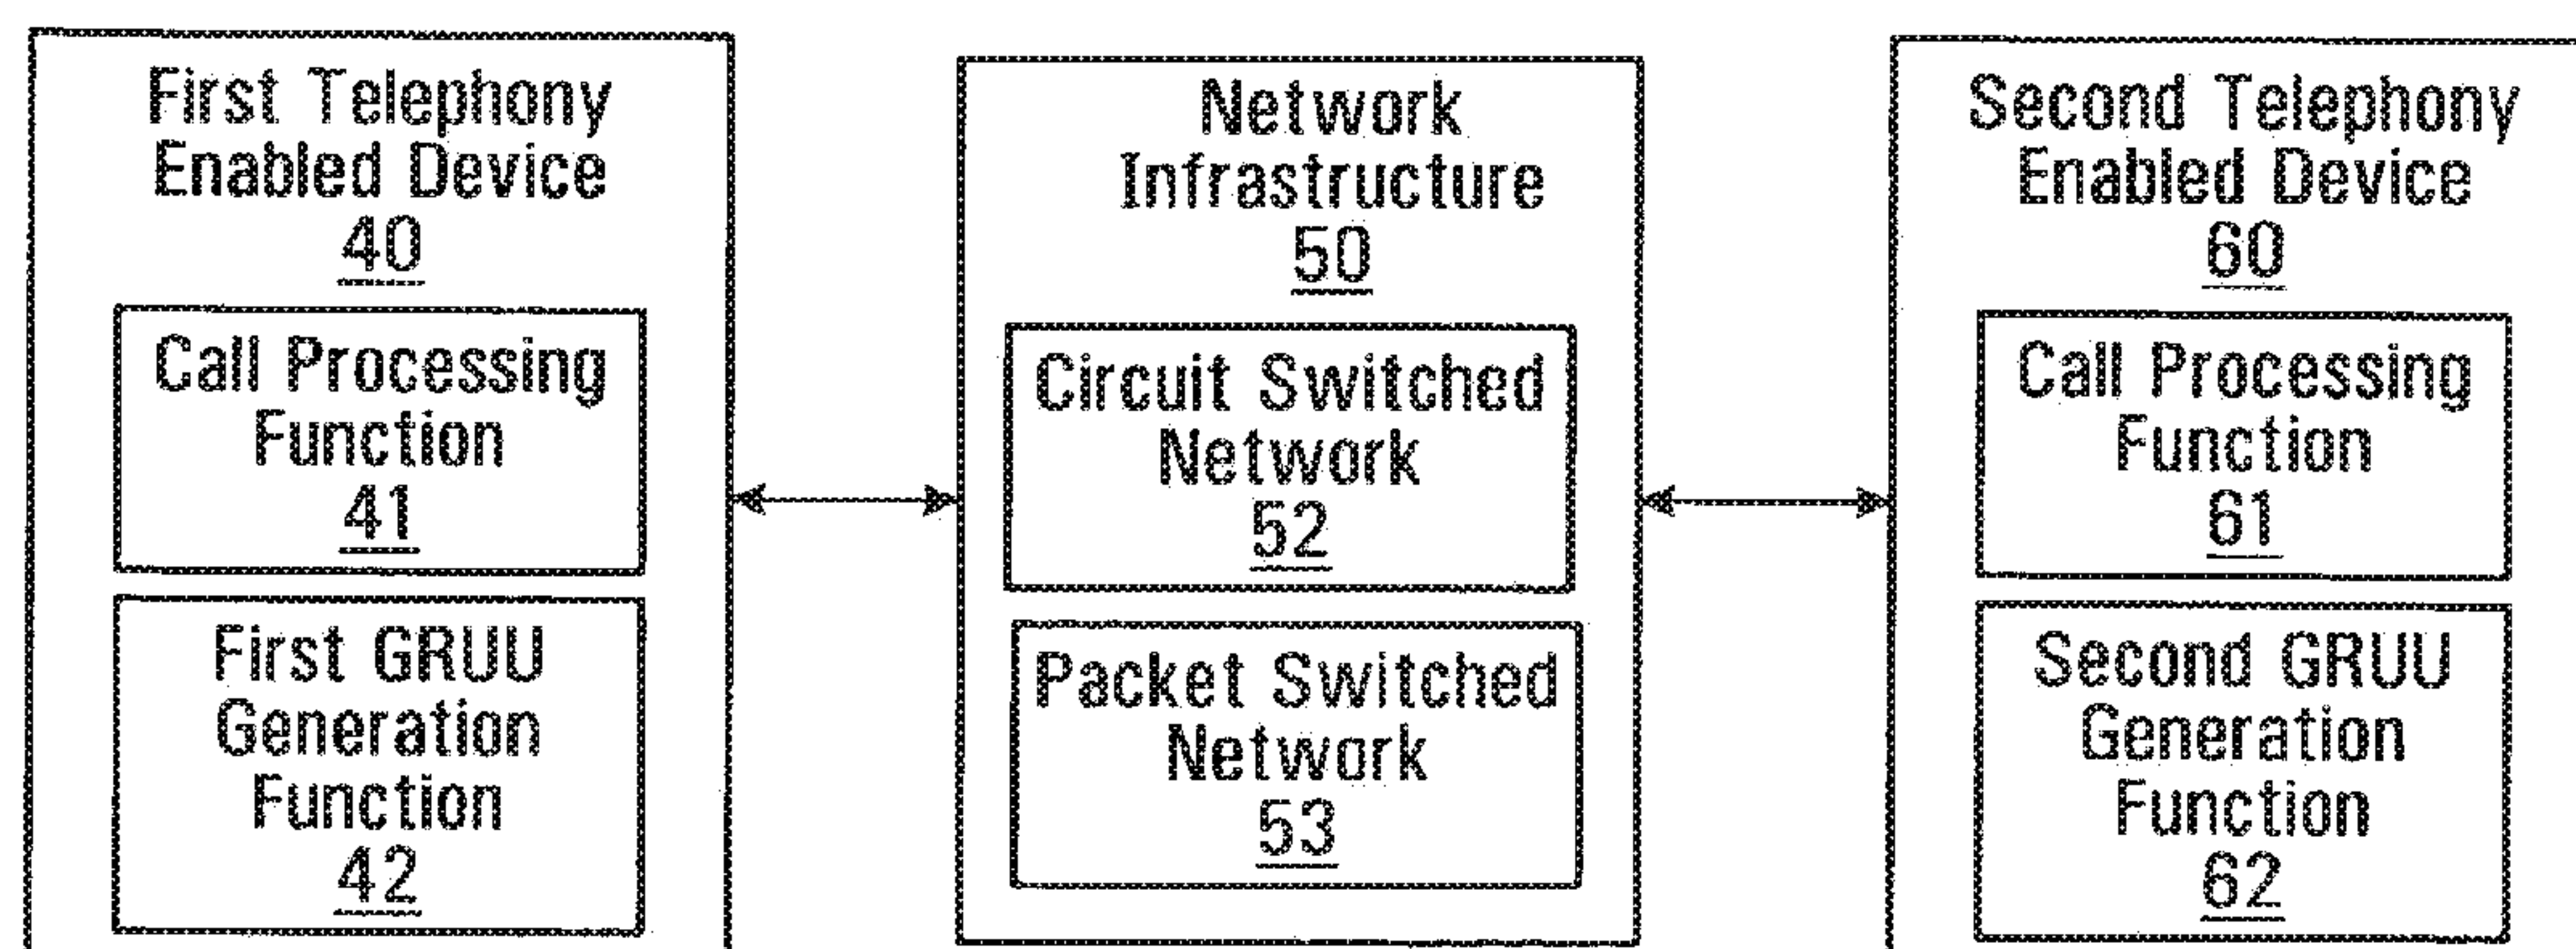 First Telephony
Enabled Device
40
Call Processing
Function
41
First GRUU
Generation
Function
42
Network
Infrastructure
50
Circuit Switched
Network
52
Packet Switched
Network
53
Second Telephony
Enabled Device
60
Call Processing
Function
61
Second GRUU
Generation
Function
62